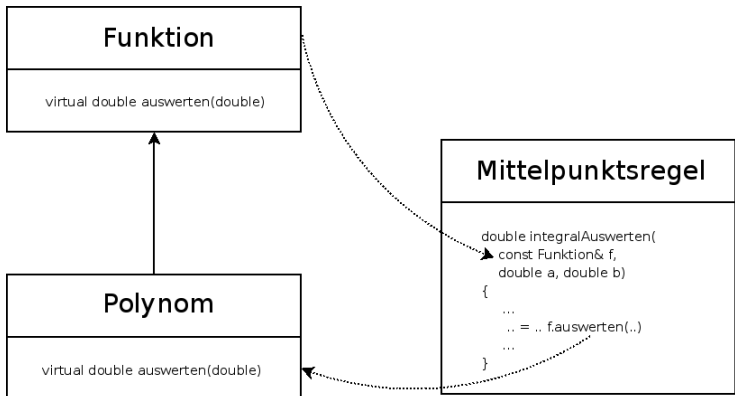 Funktion
virtual double auswerten(double)
Mittelpunktsregel
double integralAuswerten(
const Funktion& f,
double a, double b)
{
...
.. = .. f.auswerten(..)
...
}
Polynom
virtual double auswerten(double)